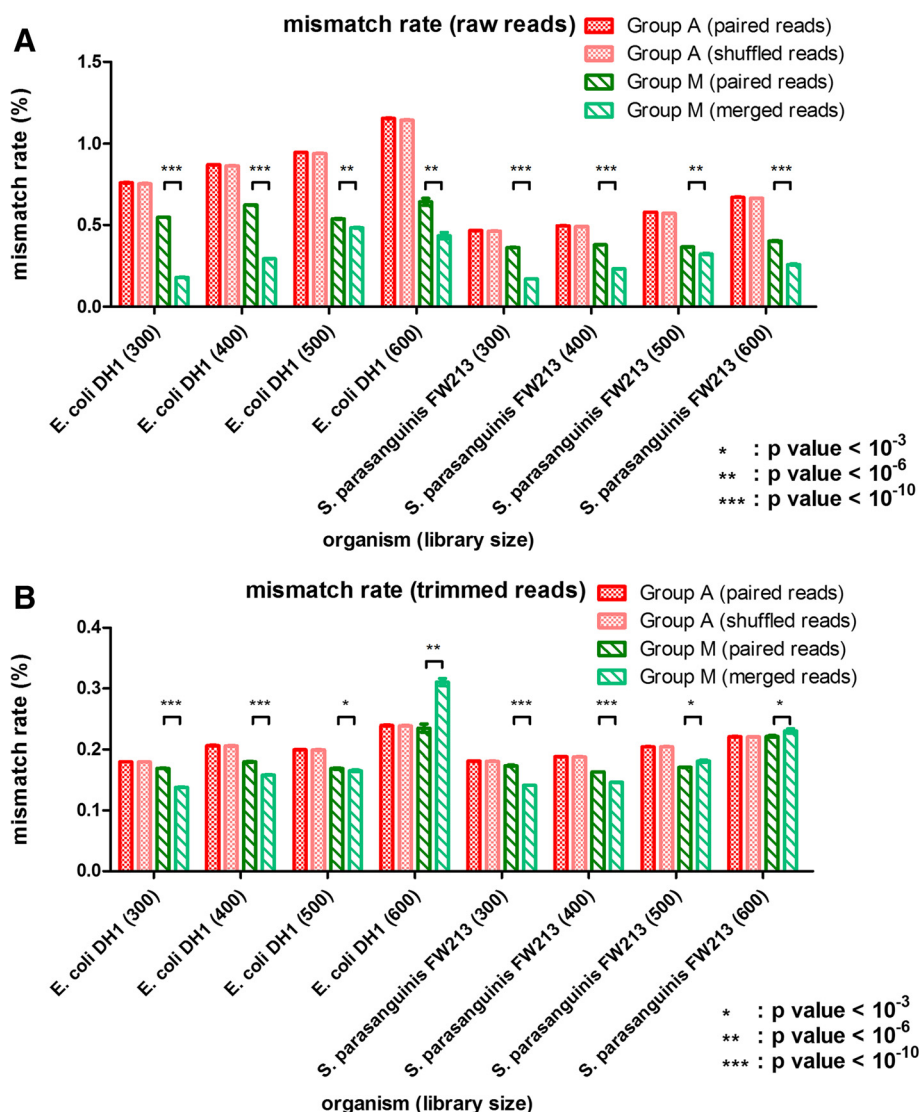 A
mismatch rate (raw reads)
Group A (paired reads)
Group A (shuffled reads)
Group M (paired reads)
Group M (merged reads)
mismatch rate (%)
1.5
1.0
0.5
0.0
*** *** ** ** *** *** ** ***
E. coli DH1 (300)
E. coli DH1 (400)
E. coli DH1 (500)
E. coli DH1 (600)
S. parasanguinis FW213 (300)
S. parasanguinis FW213 (400)
S. parasanguinis FW213 (500)
S. parasanguinis FW213 (600)
organism (library size)
* : p value < 10-3
** : p value < 10-6
*** : p value < 10-10
B
mismatch rate (trimmed reads)
Group A (paired reads)
Group A (shuffled reads)
Group M (paired reads)
Group M (merged reads)
mismatch rate (%)
0.4
0.3
0.2
0.1
0.0
*** *** * ** *** *** * *
E. coli DH1 (300)
E. coli DH1 (400)
E. coli DH1 (500)
E. coli DH1 (600)
S. parasanguinis FW213 (300)
S. parasanguinis FW213 (400)
S. parasanguinis FW213 (500)
S. parasanguinis FW213 (600)
organism (library size)
* : p value < 10-3
** : p value < 10-6
*** : p value < 10-10